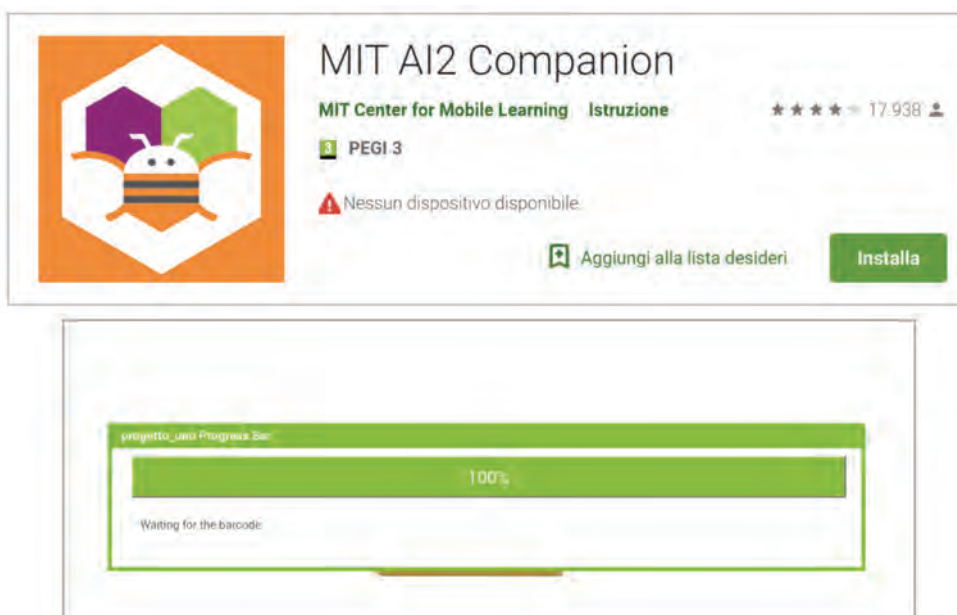 MIT AI2 Companion
MIT Center for Mobile Learning Istruzione 17.938
3 PEGI 3
Nessun dispositivo disponibile.
Aggiungi alla lista desideri Installa
progetto_uno Progress Bar
100%
Waiting for the barcode.